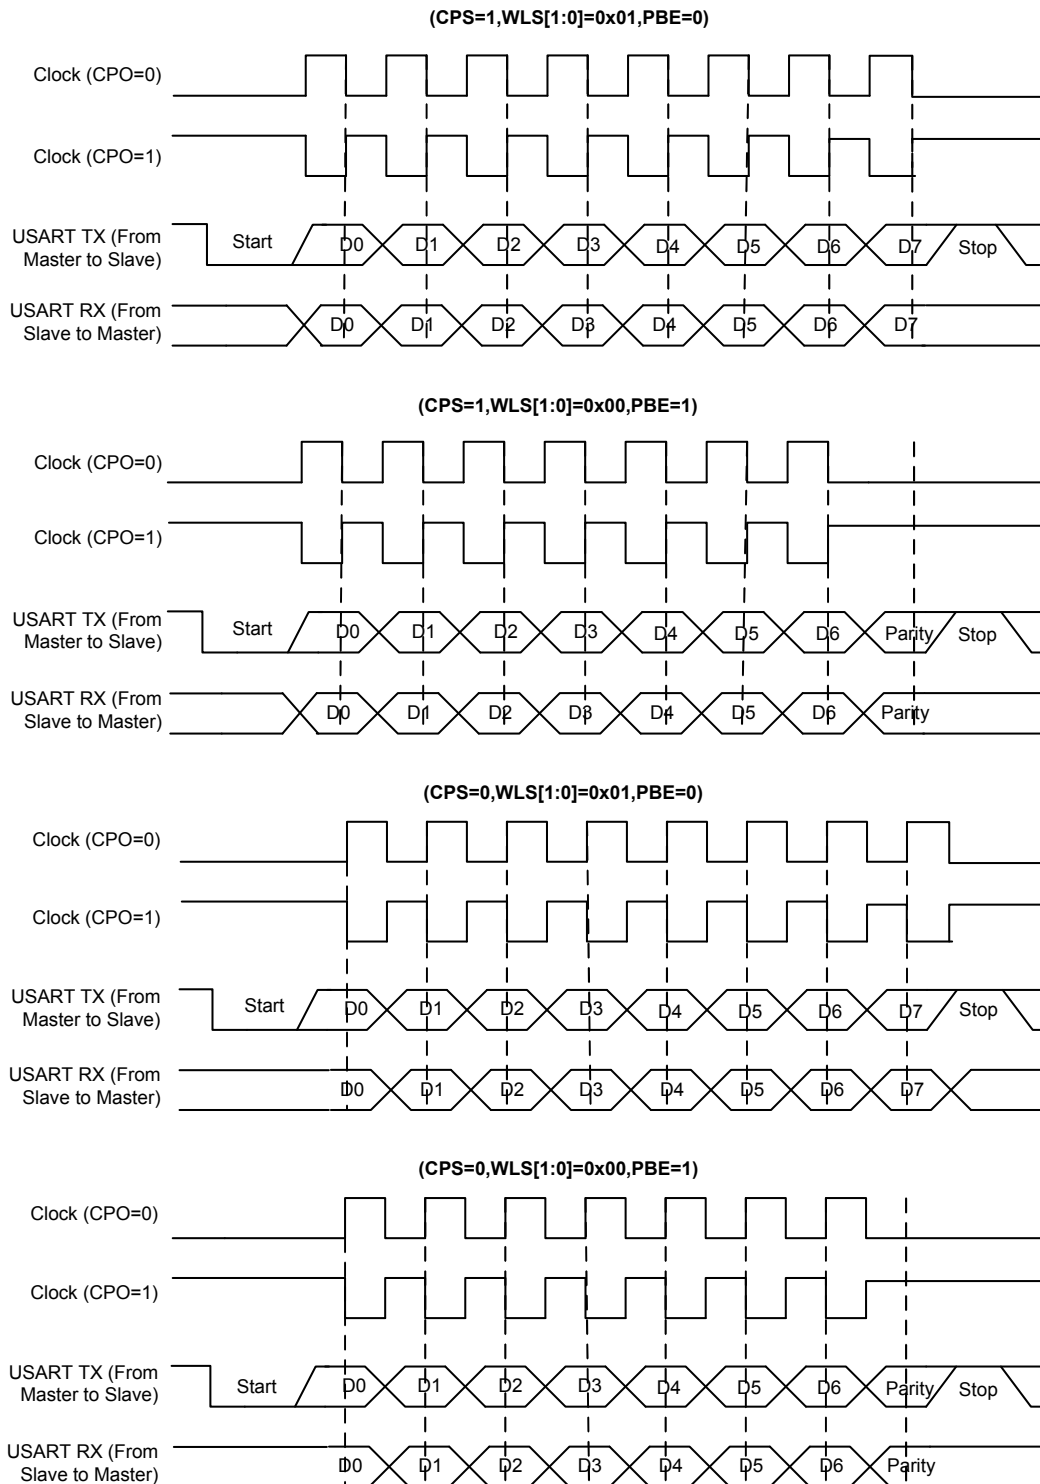 (CPS=1,WLS[1:0]=0x01,PBE=0)
Clock (CPO=0)
Clock (CPO=1)
USART TX (From
Master to Slave)
Start D0 D1 D2 D3 D4 D5 D6 D7 Stop
USART RX (From
Slave to Master)
D0 D1 D2 D3 D4 D5 D6 D7
(CPS=1,WLS[1:0]=0x00,PBE=1)
Clock (CPO=0)
Clock (CPO=1)
USART TX (From
Master to Slave)
Start D0 D1 D2 D3 D4 D5 D6 Parity Stop
USART RX (From
Slave to Master)
D0 D1 D2 D3 D4 D5 D6 Parity
(CPS=0,WLS[1:0]=0x01,PBE=0)
Clock (CPO=0)
Clock (CPO=1)
USART TX (From
Master to Slave)
Start D0 D1 D2 D3 D4 D5 D6 D7 Stop
USART RX (From
Slave to Master)
D0 D1 D2 D3 D4 D5 D6 D7
(CPS=0,WLS[1:0]=0x00,PBE=1)
Clock (CPO=0)
Clock (CPO=1)
USART TX (From
Master to Slave)
Start D0 D1 D2 D3 D4 D5 D6 Parity Stop
USART RX (From
Slave to Master)
D0 D1 D2 D3 D4 D5 D6 Parity